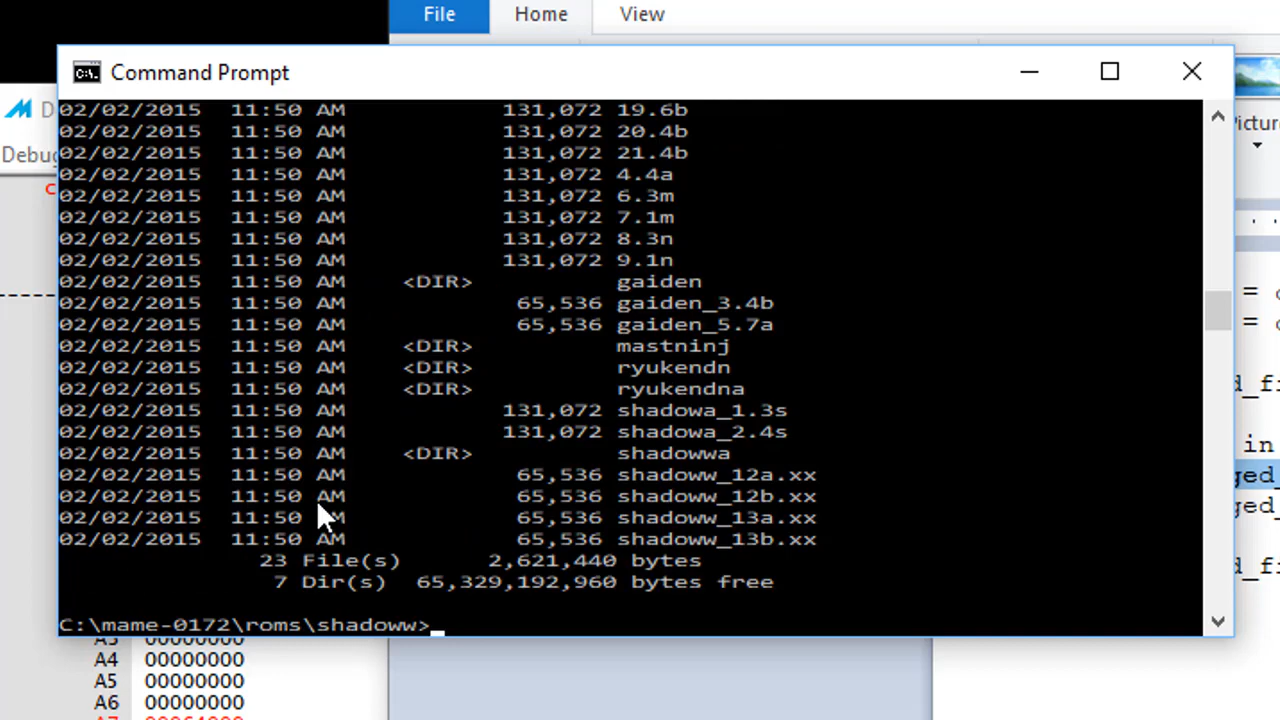 File Home View
Command Prompt
02/02/2015 11:50 AM 131,072 19.6b
02/02/2015 11:50 AM 131,072 20.4b
02/02/2015 11:50 AM 131,072 21.4b
02/02/2015 11:50 AM 131,072 4.4a
02/02/2015 11:50 AM 131,072 6.3m
02/02/2015 11:50 AM 131,072 7.1m
02/02/2015 11:50 AM 131,072 8.3n
02/02/2015 11:50 AM 131,072 9.1n
02/02/2015 11:50 AM <DIR> gaiden
02/02/2015 11:50 AM 65,536 gaiden_3.4b
02/02/2015 11:50 AM 65,536 gaiden_5.7a
02/02/2015 11:50 AM <DIR> mastninj
02/02/2015 11:50 AM <DIR> ryukendn
02/02/2015 11:50 AM <DIR> ryukendna
02/02/2015 11:50 AM 131,072 shadowa_1.3s
02/02/2015 11:50 AM 131,072 shadowa_2.4s
02/02/2015 11:50 AM <DIR> shadowwa
02/02/2015 11:50 AM 65,536 shadoww_12a.xx
02/02/2015 11:50 AM 65,536 shadoww_12b.xx
02/02/2015 11:50 AM 65,536 shadoww_13a.xx
02/02/2015 11:50 AM 65,536 shadoww_13b.xx
23 File(s) 2,621,440 bytes
7 Dir(s) 65,329,192,960 bytes free
C:\mame-0172\roms\shadoww>
A4 00000000
A5 00000000
A6 00000000
D
Debug
=
=
in